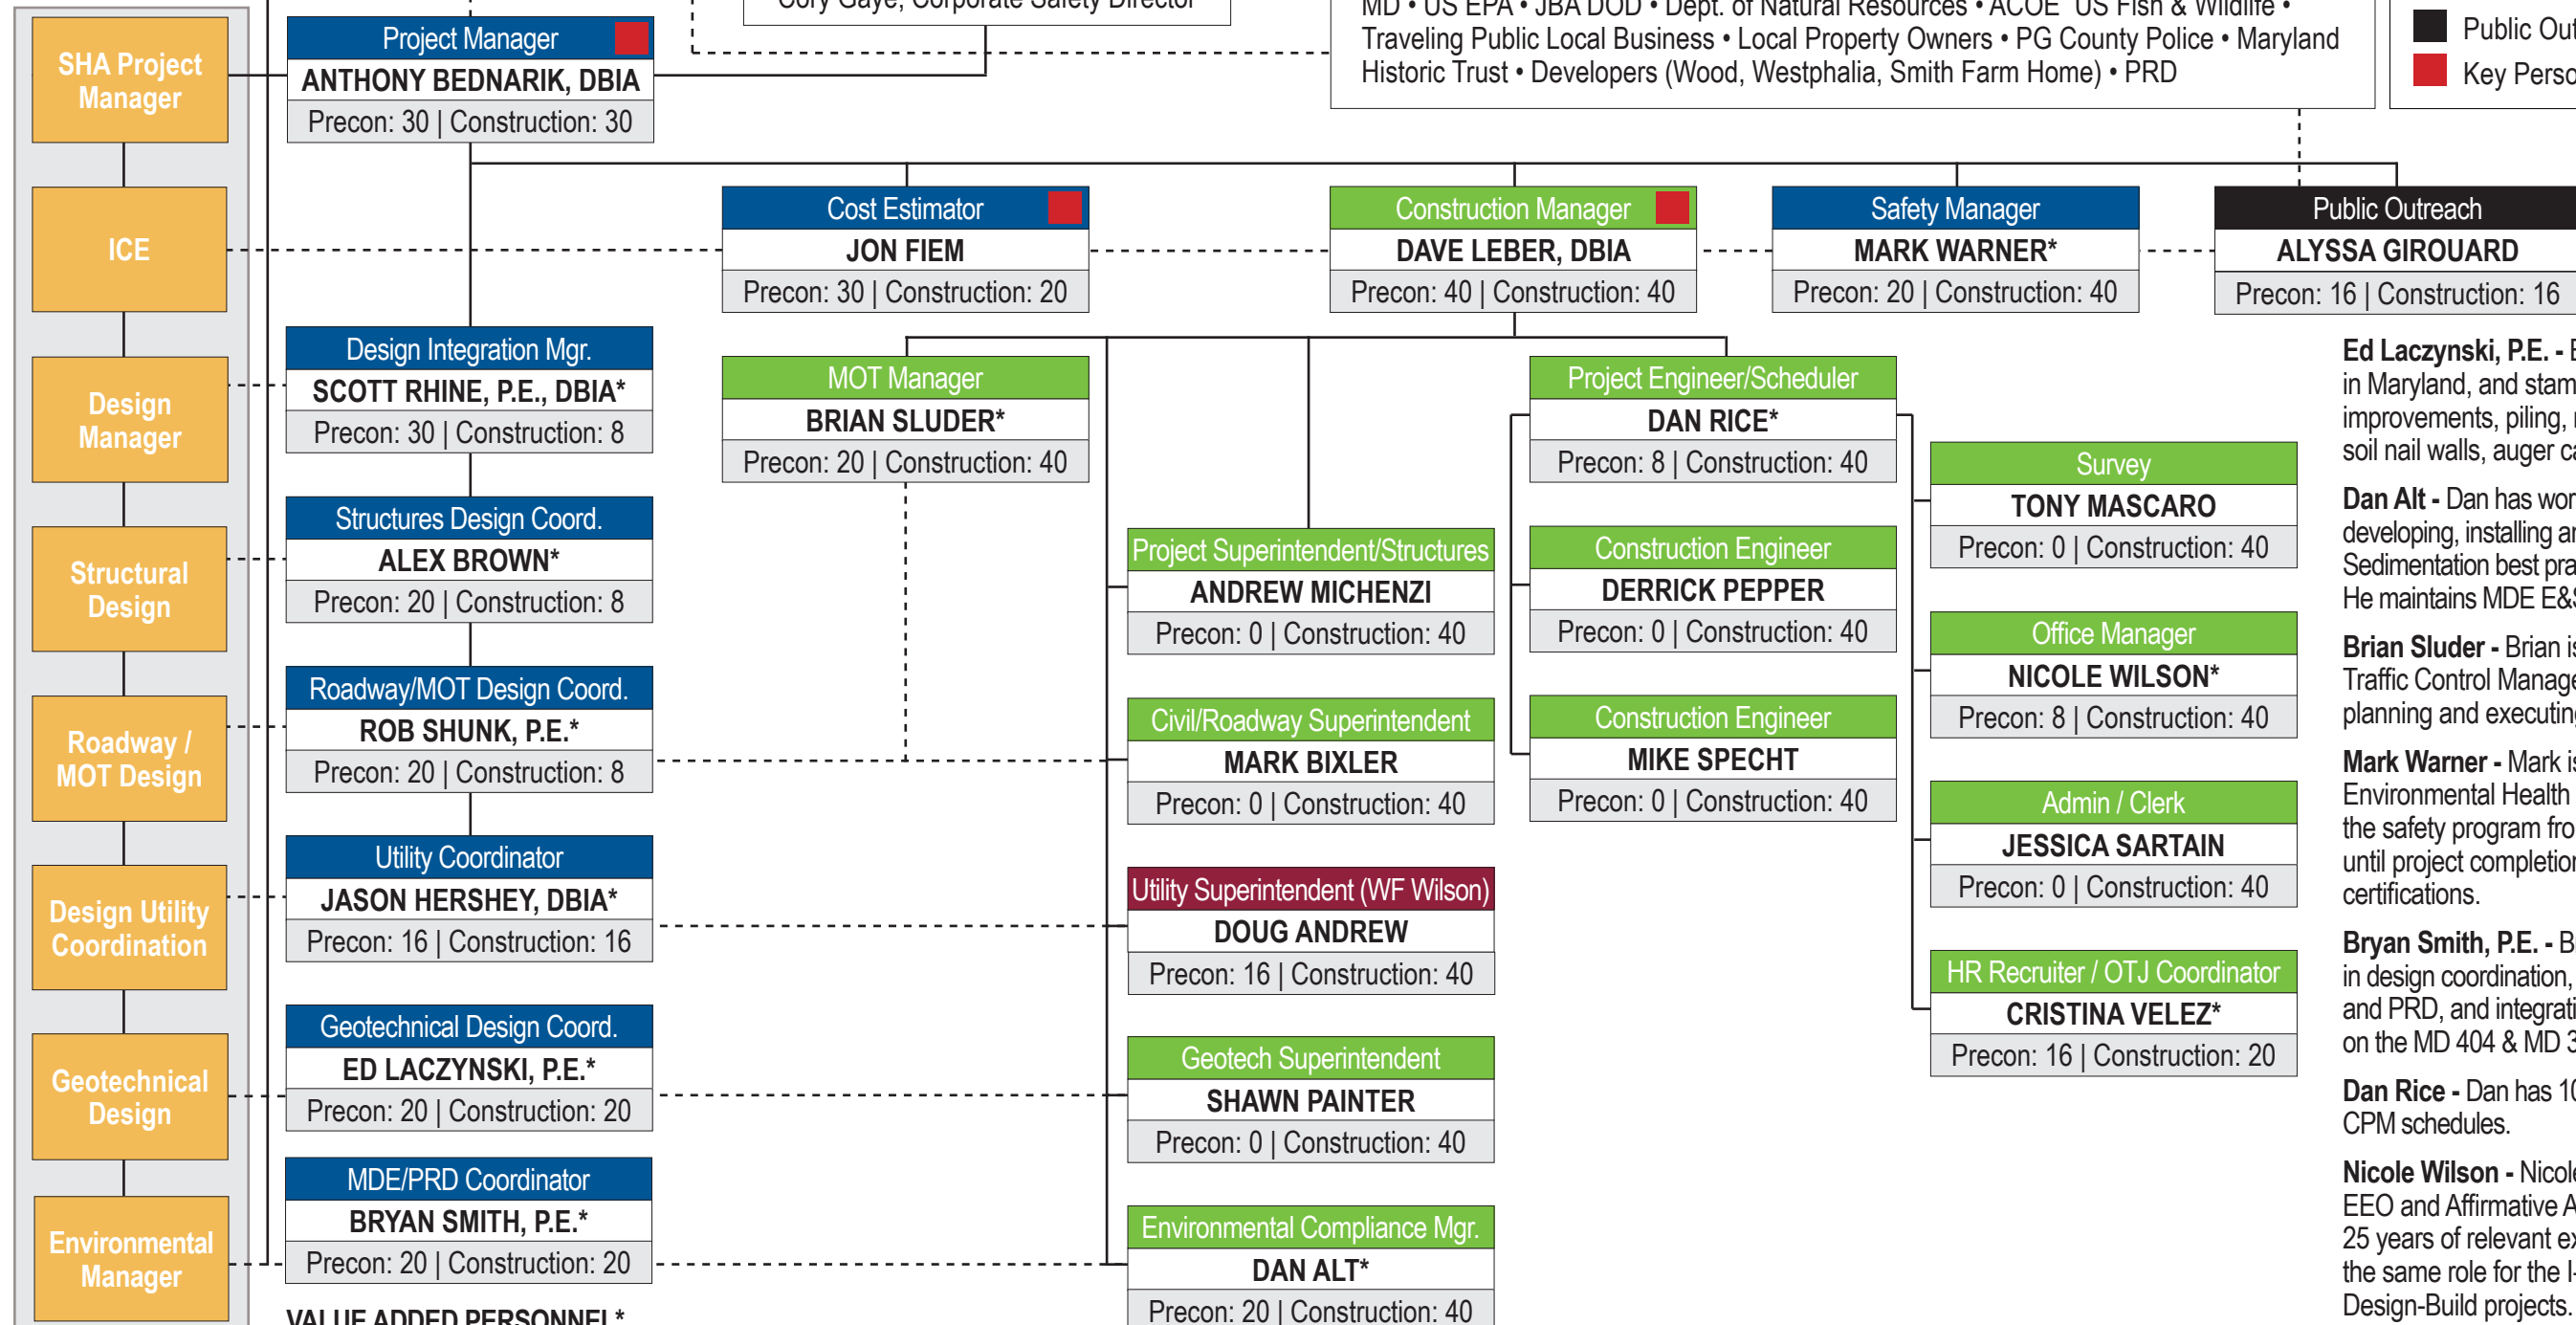 Cory Gaye, Corporate Safety Director
MD • US EPA • JBA DOD • Dept. of Natural Resources • ACOE US Fish & Wildlife •
Traveling Public Local Business • Local Property Owners • PG County Police • Maryland
Historic Trust • Developers (Wood, Westphalia, Smith Farm Home) • PRD
Public Out
Key Perso
SHA Project
Manager
ICE
Design
Manager
Structural
Design
Roadway /
MOT Design
Design Utility
Coordination
Geotechnical
Design
Environmental
Manager
Project Manager
ANTHONY BEDNARIK, DBIA
Precon: 30 | Construction: 30
Cost Estimator
JON FIEM
Precon: 30 | Construction: 20
Construction Manager
DAVE LEBER, DBIA
Precon: 40 | Construction: 40
Safety Manager
MARK WARNER*
Precon: 20 | Construction: 40
Public Outreach
ALYSSA GIROUARD
Precon: 16 | Construction: 16
Design Integration Mgr.
SCOTT RHINE, P.E., DBIA*
Precon: 30 | Construction: 8
Structures Design Coord.
ALEX BROWN*
Precon: 20 | Construction: 8
Roadway/MOT Design Coord.
ROB SHUNK, P.E.*
Precon: 20 | Construction: 8
Utility Coordinator
JASON HERSHEY, DBIA*
Precon: 16 | Construction: 16
Geotechnical Design Coord.
ED LACZYNSKI, P.E.*
Precon: 20 | Construction: 20
MDE/PRD Coordinator
BRYAN SMITH, P.E.*
Precon: 20 | Construction: 20
VALUE ADDED PERSONNEL*
MOT Manager
BRIAN SLUDER*
Precon: 20 | Construction: 40
Project Superintendent/Structures
ANDREW MICHENZI
Precon: 0 | Construction: 40
Civil/Roadway Superintendent
MARK BIXLER
Precon: 0 | Construction: 40
Utility Superintendent (WF Wilson)
DOUG ANDREW
Precon: 16 | Construction: 40
Geotech Superintendent
SHAWN PAINTER
Precon: 0 | Construction: 40
Environmental Compliance Mgr.
DAN ALT*
Precon: 20 | Construction: 40
Project Engineer/Scheduler
DAN RICE*
Precon: 8 | Construction: 40
Construction Engineer
DERRICK PEPPER
Precon: 0 | Construction: 40
Construction Engineer
MIKE SPECHT
Precon: 0 | Construction: 40
Survey
TONY MASCARO
Precon: 0 | Construction: 40
Office Manager
NICOLE WILSON*
Precon: 8 | Construction: 40
Admin / Clerk
JESSICA SARTAIN
Precon: 0 | Construction: 40
HR Recruiter / OTJ Coordinator
CRISTINA VELEZ*
Precon: 16 | Construction: 20
Ed Laczynski, P.E. - E
in Maryland, and stam
improvements, piling,
soil nail walls, auger ca
Dan Alt - Dan has wor
developing, installing a
Sedimentation best pra
He maintains MDE E&S
Brian Sluder - Brian is
Traffic Control Manage
planning and executing
Mark Warner - Mark is
Environmental Health
the safety program fro
until project completion
certifications.
Bryan Smith, P.E. - B
in design coordination,
and PRD, and integrati
on the MD 404 & MD 3
Dan Rice - Dan has 10
CPM schedules.
Nicole Wilson - Nicole
EEO and Affirmative A
25 years of relevant ex
the same role for the I-
Design-Build projects.